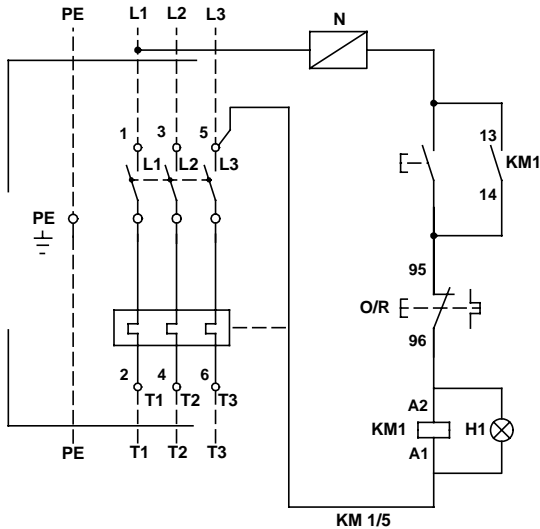 PE L1 L2 L3 N
1 3 5 13
L1 L2 L3 KM1
14
PE
95
O/R
96
2 4 6
T1 T2 T3 A2
KM1 H1
A1
PE T1 T2 T3
KM 1/5